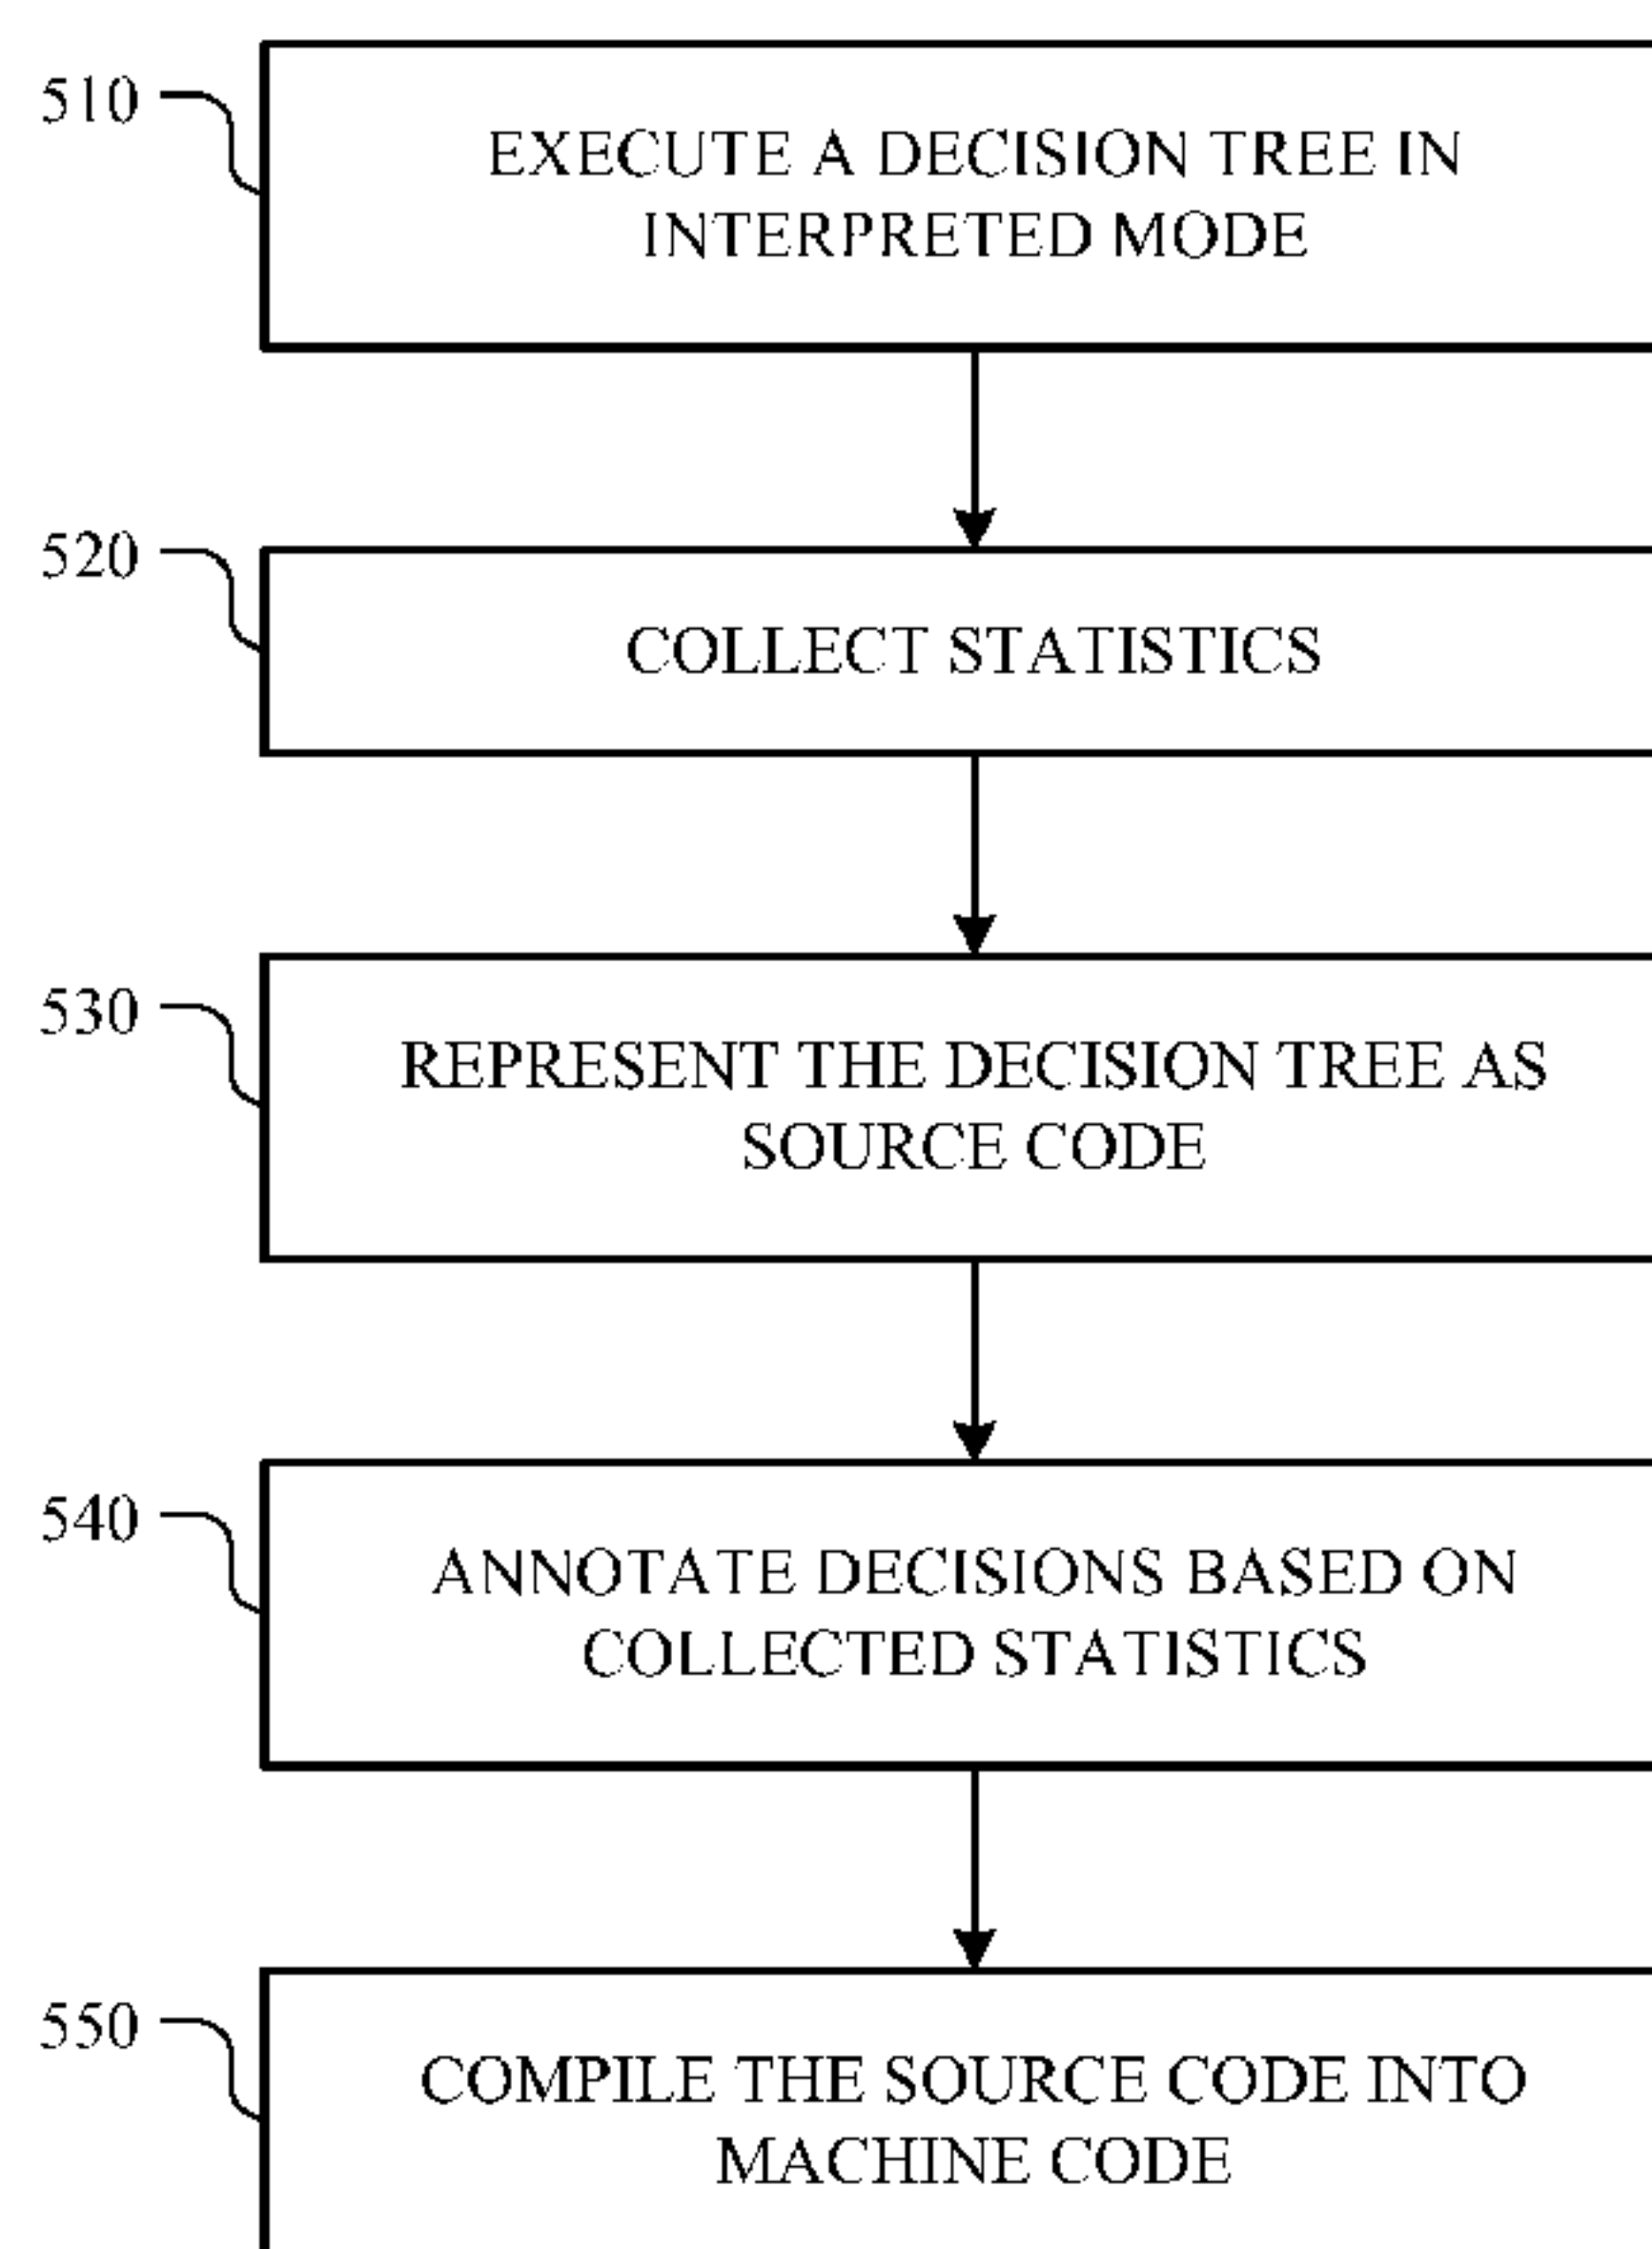 510
EXECUTE A DECISION TREE IN
INTERPRETED MODE
520
COLLECT STATISTICS
530
REPRESENT THE DECISION TREE AS
SOURCE CODE
540
ANNOTATE DECISIONS BASED ON
COLLECTED STATISTICS
550
COMPILE THE SOURCE CODE INTO
MACHINE CODE